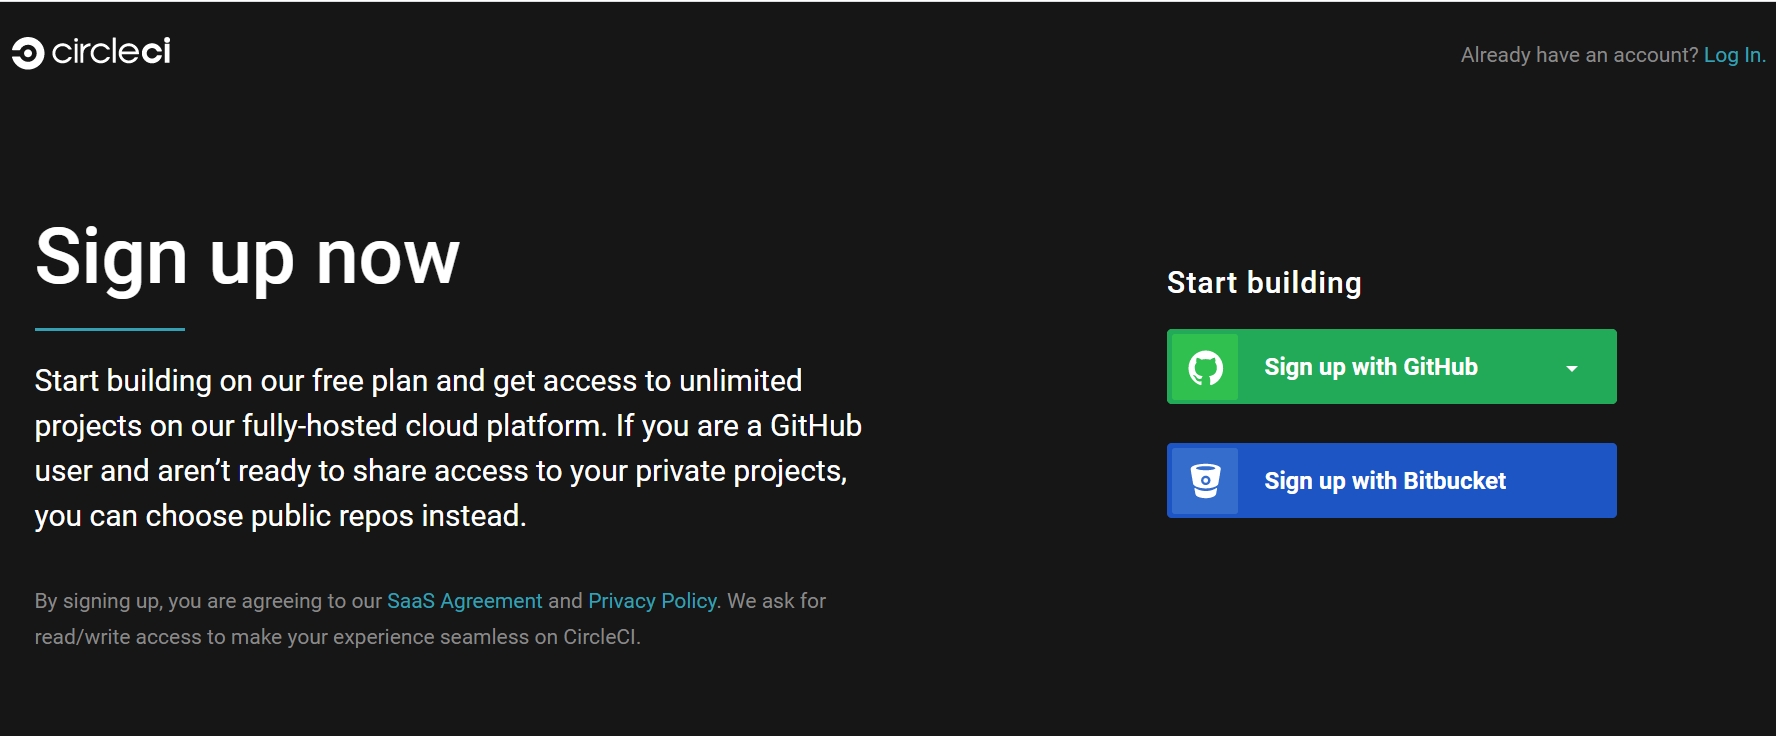 circleci
Already have an account? Log In.
Sign up now
Start building on our free plan and get access to unlimited
projects on our fully-hosted cloud platform. If you are a GitHub
user and aren’t ready to share access to your private projects,
you can choose public repos instead.
By signing up, you are agreeing to our SaaS Agreement and Privacy Policy. We ask for
read/write access to make your experience seamless on CircleCI.
Start building
Sign up with GitHub
Sign up with Bitbucket